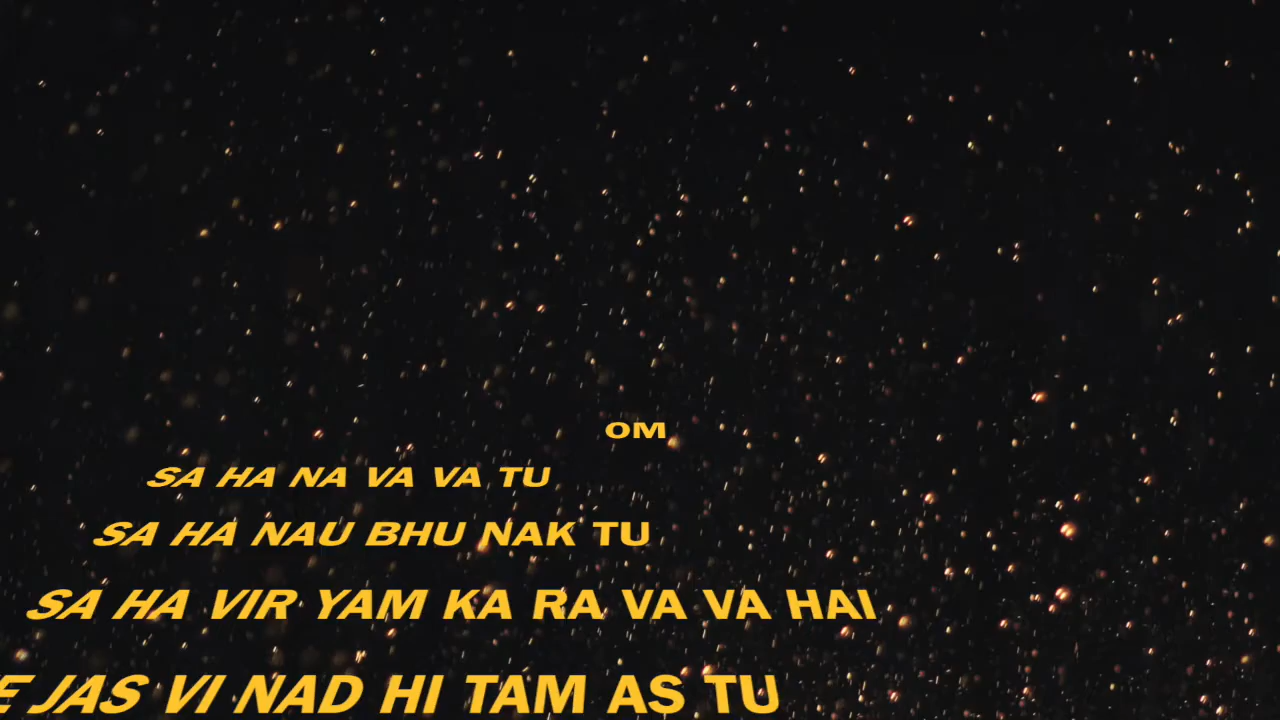 OM
SA HA NA VA VA TU
SA HA NAU BHU NAK TU
SA HA VIR YAM KA RA VA VA HAI
JAS VI NAD HI TAM AS TU